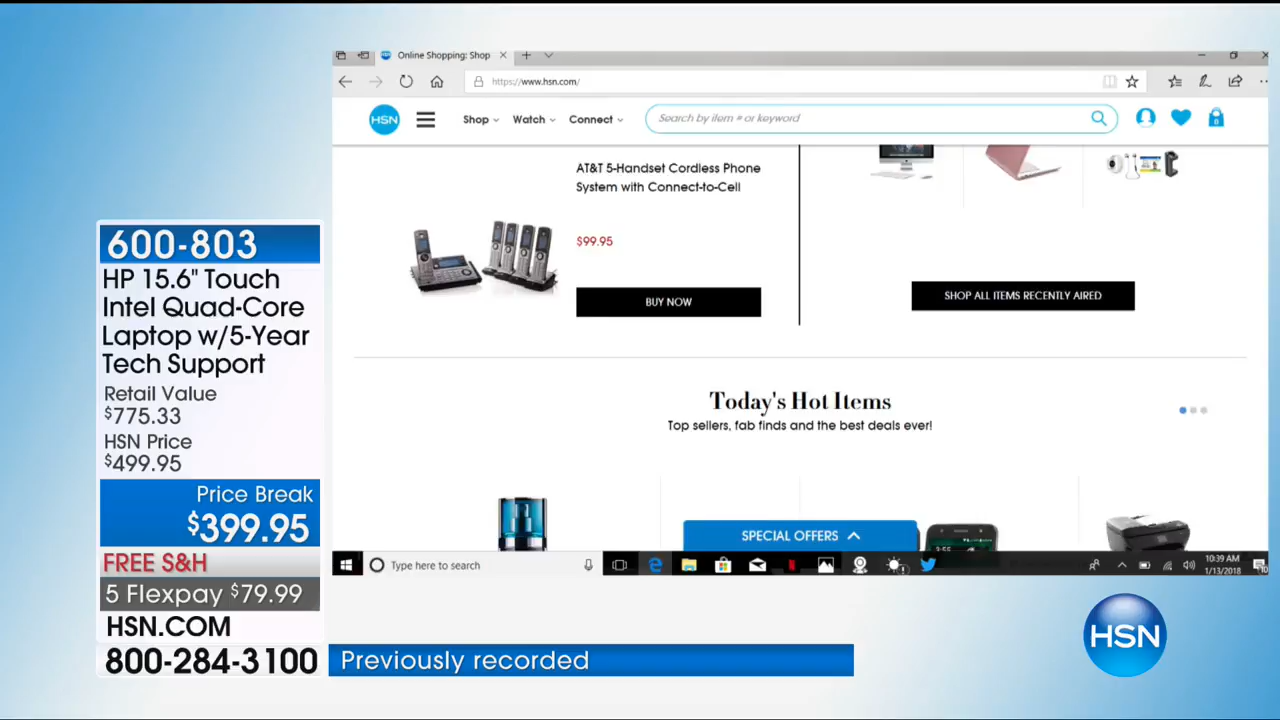 Online Shopping: Shop
https://www.hsn.com/
HSN
Shop
Watch
Connect
Search by item # or keyword
AT&T 5-Handset Cordless Phone
System with Connect-to-Cell
$99.95
BUY NOW
SHOP ALL ITEMS RECENTLY AIRED
Today's Hot Items
Top sellers, fab finds and the best deals ever!
SPECIAL OFFERS
3:55
Type here to search
10:39 AM
1/13/2018
600-803
HP 15.6" Touch
Intel Quad-Core
Laptop w/5-Year
Tech Support
Retail Value
$775.33
HSN Price
$499.95
Price Break
$399.95
FREE S&H
5 Flexpay $79.99
HSN.COM
800-284-3100
Previously recorded
HSN